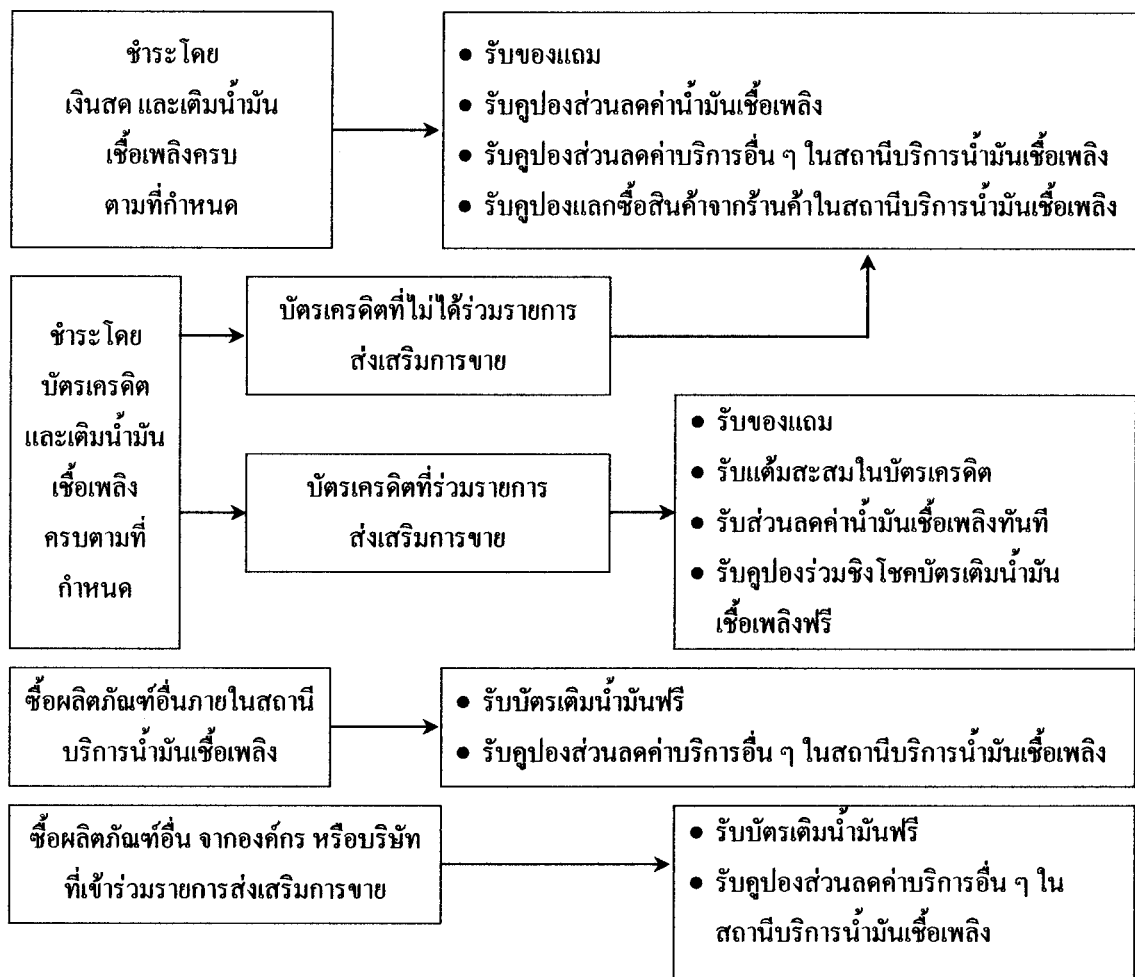 ชำระโดย
เงินสด และเติมน้ำมัน
เชื้อเพลิงครบ
ตามที่กำหนด
● รับของแถม
● รับคูปองส่วนลดค่าน้ำมันเชื้อเพลิง
● รับคูปองส่วนลดค่าบริการอื่น ๆ ในสถานีบริการน้ำมันเชื้อเพลิง
● รับคูปองแลกซื้อสินค้าจากร้านค้าในสถานีบริการน้ำมันเชื้อเพลิง
ชำระโดย
บัตรเครดิต
และเติมน้ำมัน
เชื้อเพลิง
ครบตามที่
กำหนด
บัตรเครดิตที่ไม่ได้ร่วมรายการ
ส่งเสริมการขาย
บัตรเครดิตที่ร่วมรายการ
ส่งเสริมการขาย
● รับของแถม
● รับแต้มสะสมในบัตรเครดิต
● รับส่วนลดค่าน้ำมันเชื้อเพลิงทันที
● รับคูปองร่วมชิงโชคบัตรเติมน้ำมัน
เชื้อเพลิงฟรี
ซื้อผลิตภัณฑ์อื่นภายในสถานี
บริการน้ำมันเชื้อเพลิง
● รับบัตรเติมน้ำมันฟรี
● รับคูปองส่วนลดค่าบริการอื่น ๆ ในสถานีบริการน้ำมันเชื้อเพลิง
ซื้อผลิตภัณฑ์อื่น จากองค์กร หรือบริษัท
ที่เข้าร่วมรายการส่งเสริมการขาย
● รับบัตรเติมน้ำมันฟรี
● รับคูปองส่วนลดค่าบริการอื่น ๆ ใน
สถานีบริการน้ำมันเชื้อเพลิง